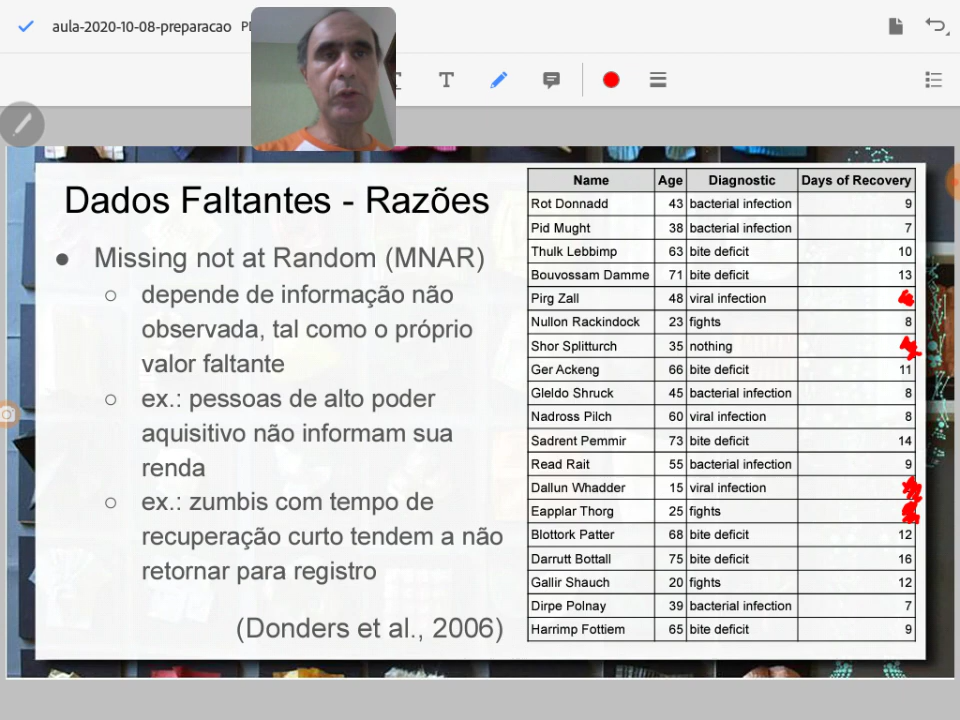 aula-2020-10-08-preparacao
T
Dados Faltantes - Razões
● Missing not at Random (MNAR)
○ depende de informação não
observada, tal como o próprio
valor faltante
○ ex.: pessoas de alto poder
aquisitivo não informam sua
renda
○ ex.: zumbis com tempo de
recuperação curto tendem a não
retornar para registro
(Donders et al., 2006)
Name Age Diagnostic Days of Recovery
Rot Donnadd 43 bacterial infection 9
Pid Mught 38 bacterial infection 7
Thulk Lebbimp 63 bite deficit 10
Bouvossam Damme 71 bite deficit 13
Pirg Zall 48 viral infection
Nullon Rackindock 23 fights 8
Shor Splitturch 35 nothing
Ger Ackeng 66 bite deficit 11
Gleldo Shruck 45 bacterial infection 8
Nadross Pilch 60 viral infection 8
Sadrent Pemmir 73 bite deficit 14
Read Rait 55 bacterial infection 9
Dallun Whadder 15 viral infection
Eapplar Thorg 25 fights
Blottork Patter 68 bite deficit 12
Darrutt Bottall 75 bite deficit 16
Gallir Shauch 20 fights 12
Dirpe Polnay 39 bacterial infection 7
Harrimp Fottiem 65 bite deficit 9